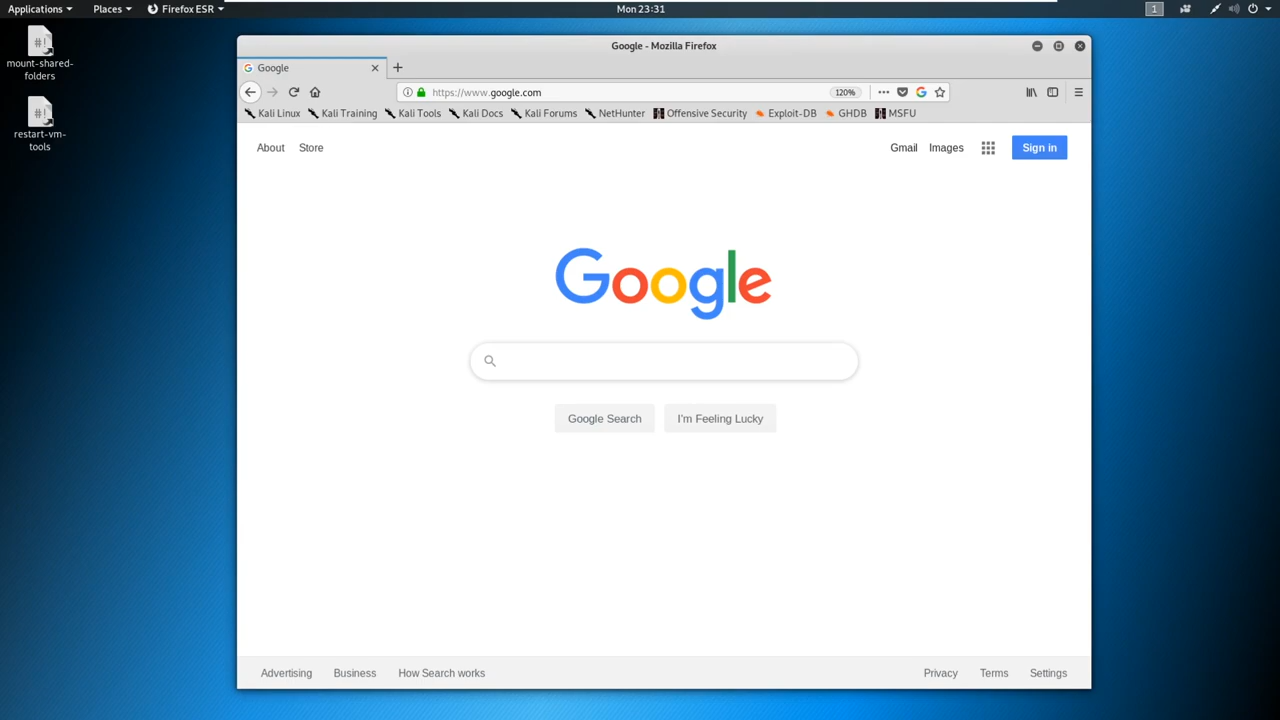 Applications Places Firefox ESR Mon 23:31 1
mount-shared-
folders
restart-vm-
tools
Google - Mozilla Firefox
Google
https://www.google.com 120%
Kali Linux Kali Training Kali Tools Kali Docs Kali Forums NetHunter Offensive Security Exploit-DB GHDB MSFU
About Store Gmail Images Sign in
Google
Google Search I'm Feeling Lucky
Advertising Business How Search works Privacy Terms Settings